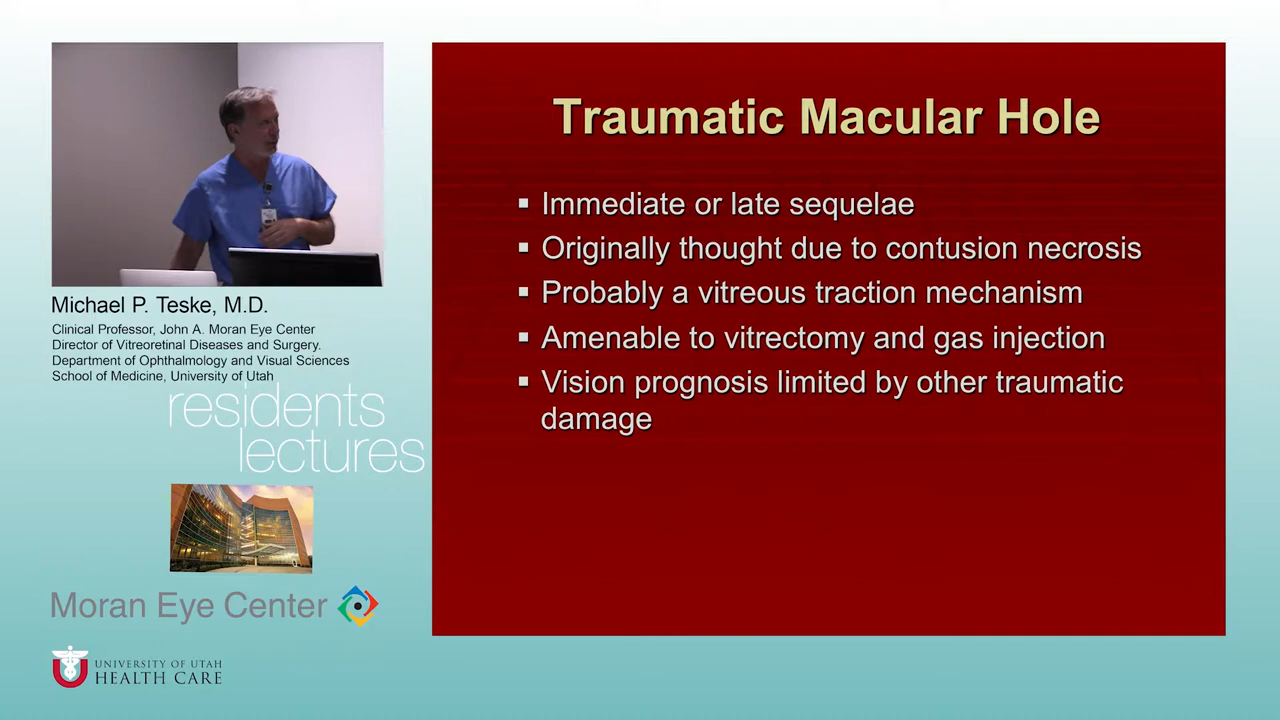 Michael P. Teske, M.D.
Clinical Professor, John A. Moran Eye Center
Director of Vitreoretinal Diseases and Surgery.
Department of Ophthalmology and Visual Sciences
School of Medicine, University of Utah
residents
lectures
Moran Eye Center
UNIVERSITY OF UTAH
HEALTH CARE
Traumatic Macular Hole
▪ Immediate or late sequelae
▪ Originally thought due to contusion necrosis
▪ Probably a vitreous traction mechanism
▪ Amenable to vitrectomy and gas injection
▪ Vision prognosis limited by other traumatic
damage